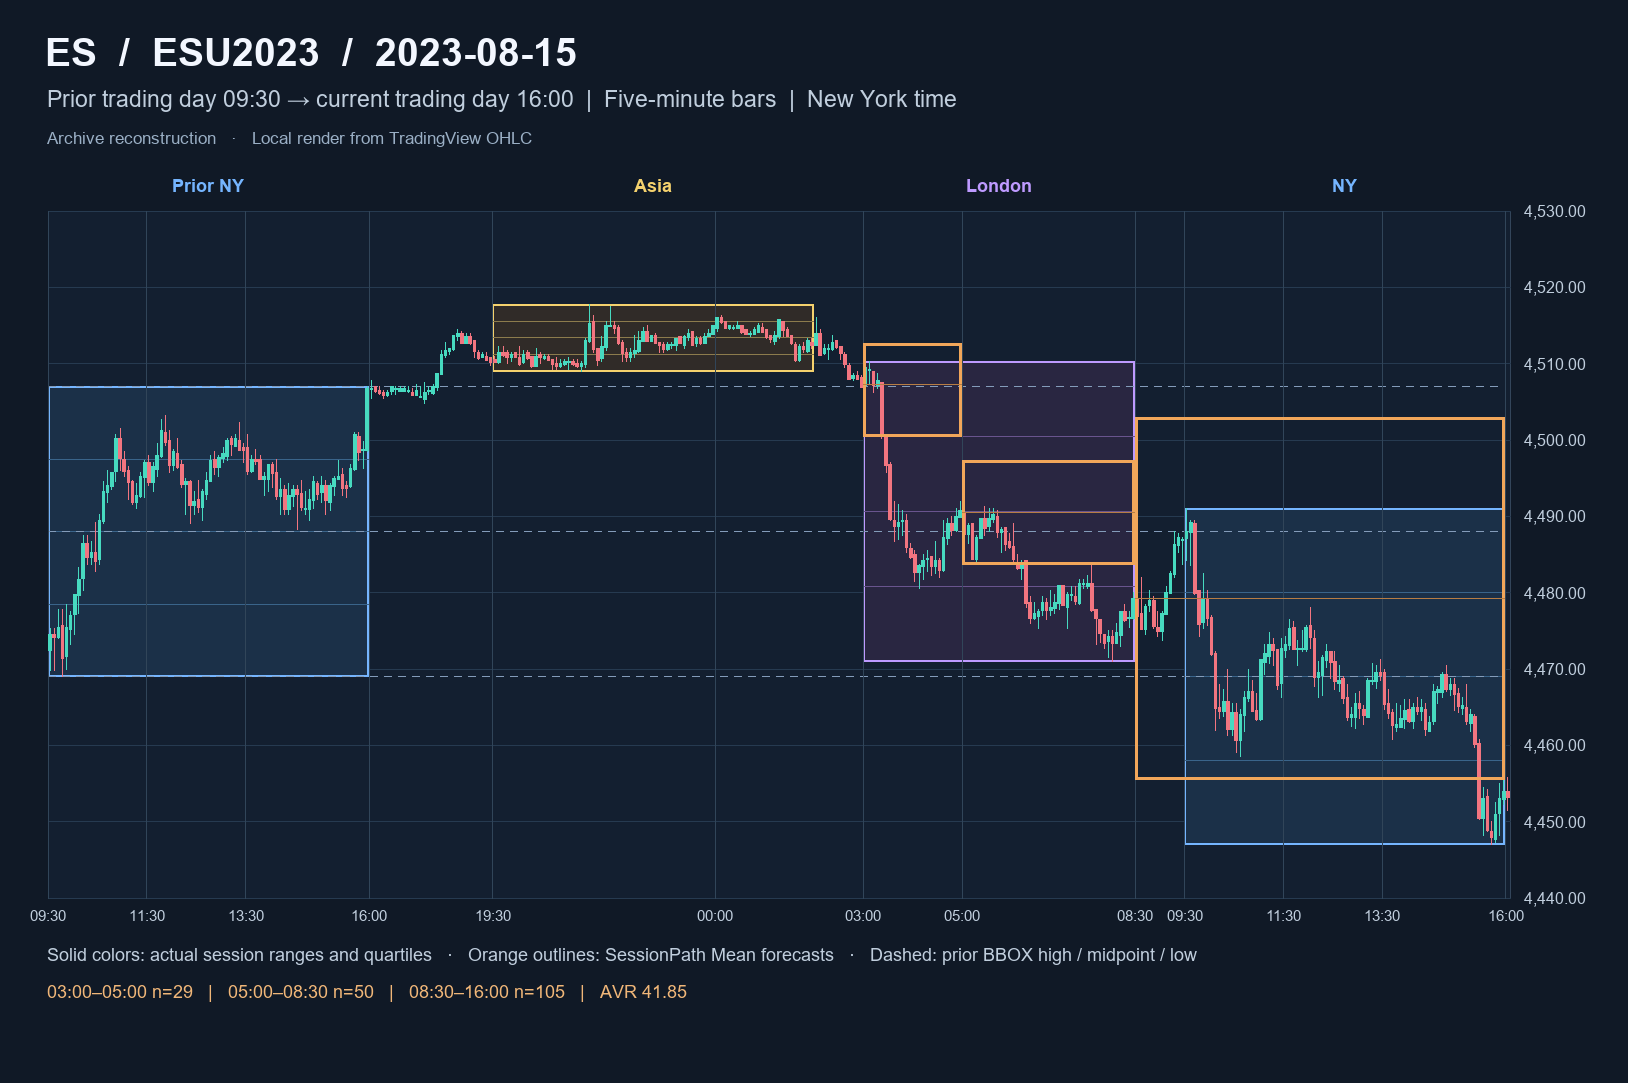 ES / ESU2023 / 2023-08-15
Prior trading day 09:30 → current trading day 16:00 | Five-minute bars | New York time
Archive reconstruction · Local render from TradingView OHLC
Prior NY Asia London NY
4,530.00
4,520.00
4,510.00
4,500.00
4,490.00
4,480.00
4,470.00
4,460.00
4,450.00
4,440.00
09:30 11:30 13:30 16:00 19:30 00:00 03:00 05:00 08:30 09:30 11:30 13:30 16:00
Solid colors: actual session ranges and quartiles · Orange outlines: SessionPath Mean forecasts · Dashed: prior BBOX high / midpoint / low
03:00–05:00 n=29 | 05:00–08:30 n=50 | 08:30–16:00 n=105 | AVR 41.85